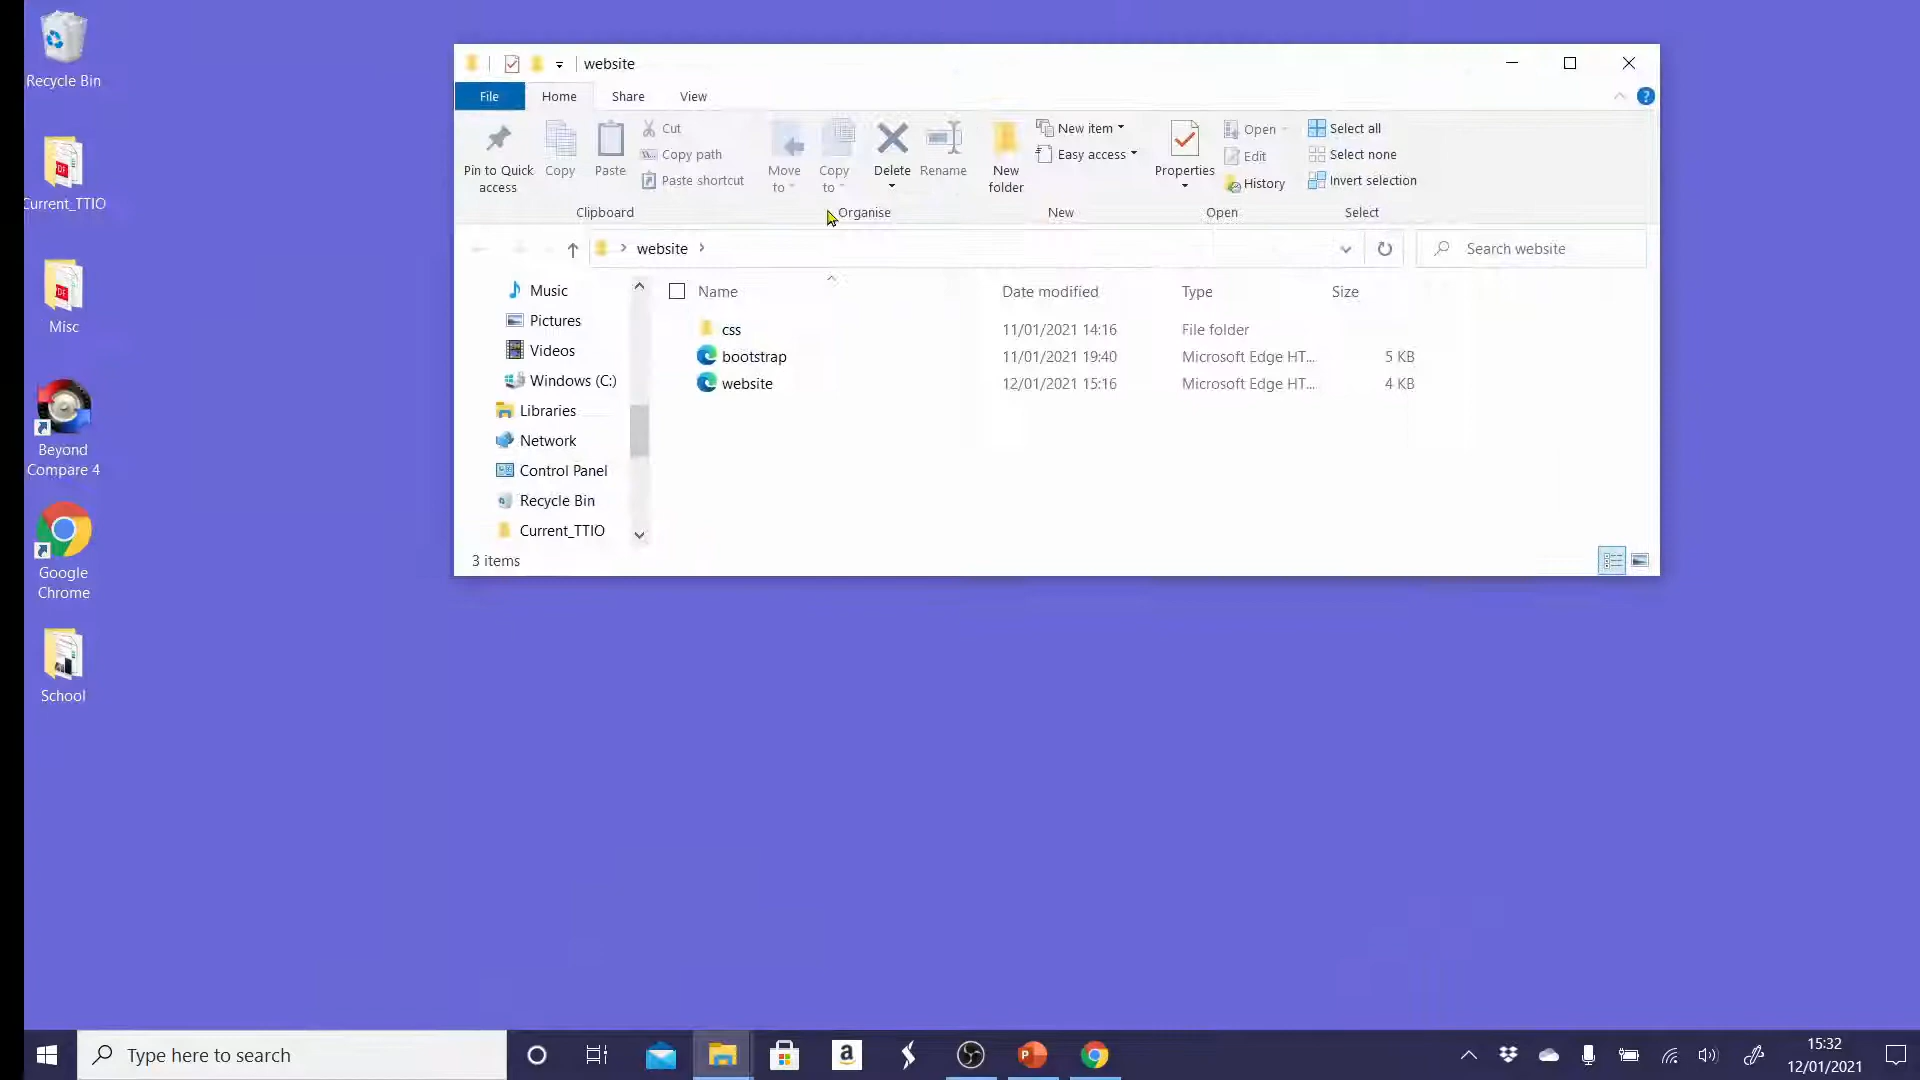 Recycle Bin
Current_TTIO
Misc
Beyond
Compare 4
Google
Chrome
School
website
File
Home
Share
View
Pin to Quick
access
Copy
Paste
Cut
Copy path
Paste shortcut
Clipboard
Move
to
Copy
to
Delete
Rename
Organise
New
folder
New item
Easy access
New
Properties
Open
Edit
History
Open
Select all
Select none
Invert selection
Select
website
Search website
Music
Pictures
Videos
Windows (C:)
Libraries
Network
Control Panel
Recycle Bin
Current_TTIO
Name Date modified Type Size
css 11/01/2021 14:16 File folder
bootstrap 11/01/2021 19:40 Microsoft Edge HT... 5 KB
website 12/01/2021 15:16 Microsoft Edge HT... 4 KB
3 items
Type here to search
15:32
12/01/2021